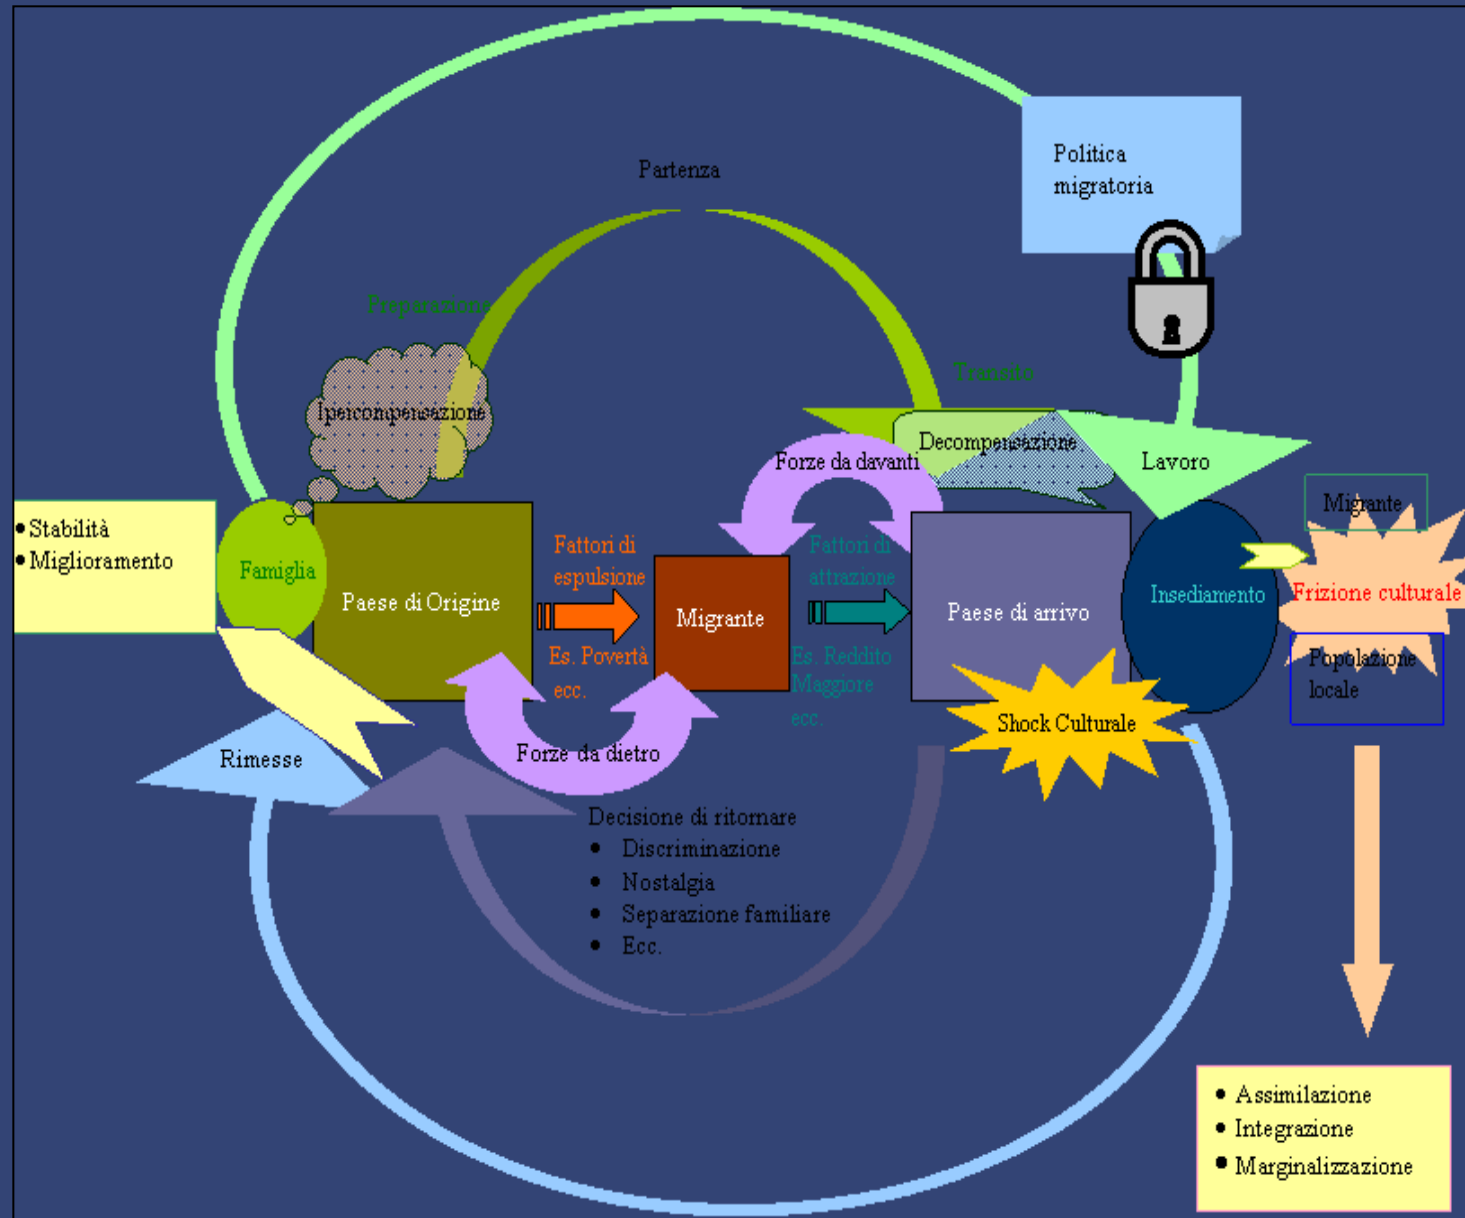 Politica
migratoria
Partenza
Preparazione
Transito
Ipercompensazione
Decompensazione
Forze da davanti
Lavoro
Migrante
• Stabilità
• Miglioramento
Famiglia
Paese di Origine
Fattori di
espulsione
Es. Povertà
ecc.
Migrante
Fattori di
attrazione
Es. Reddito
Maggiore
ecc.
Paese di arrivo
Insediamento
Frizione culturale
Popolazione
locale
Shock Culturale
Rimesse
Forze da dietro
Decisione di ritornare
• Discriminazione
• Nostalgia
• Separazione familiare
• Ecc.
• Assimilazione
• Integrazione
• Marginalizzazione